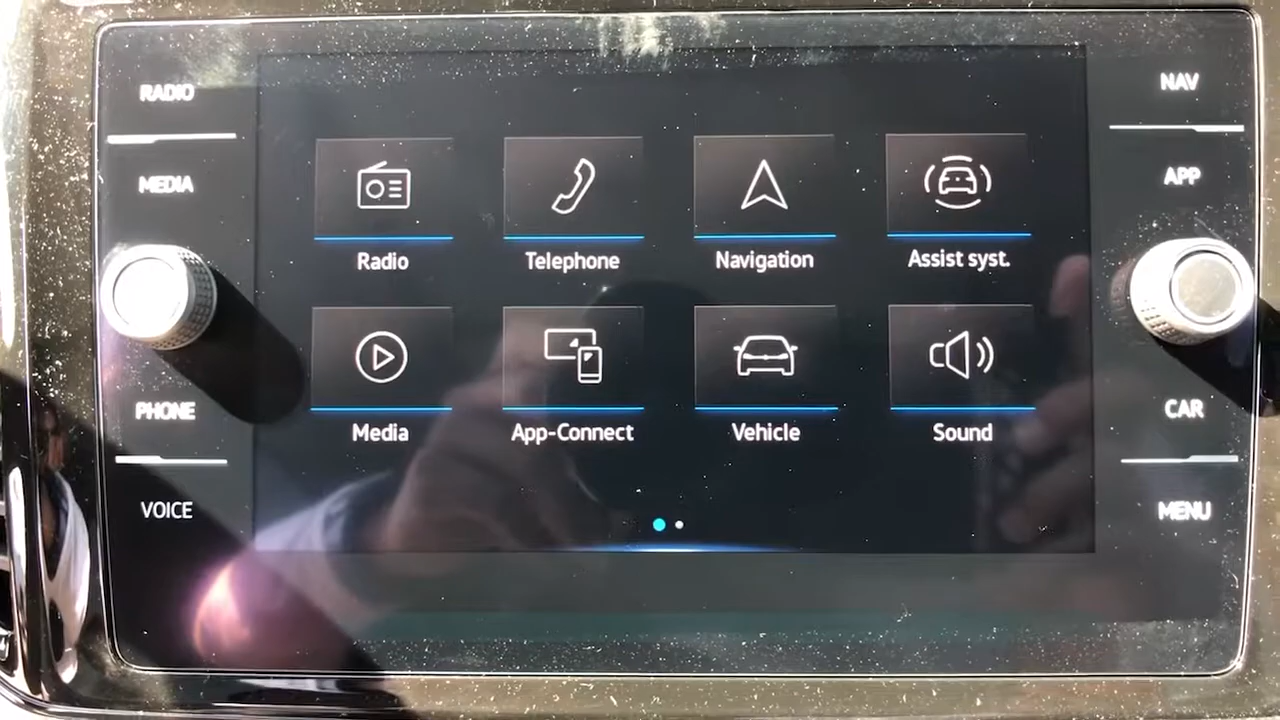 RADIO
MEDIA
PHONE
VOICE
Radio
Telephone
Navigation
Assist syst.
Media
App-Connect
Vehicle
Sound
NAV
APP
CAR
MENU